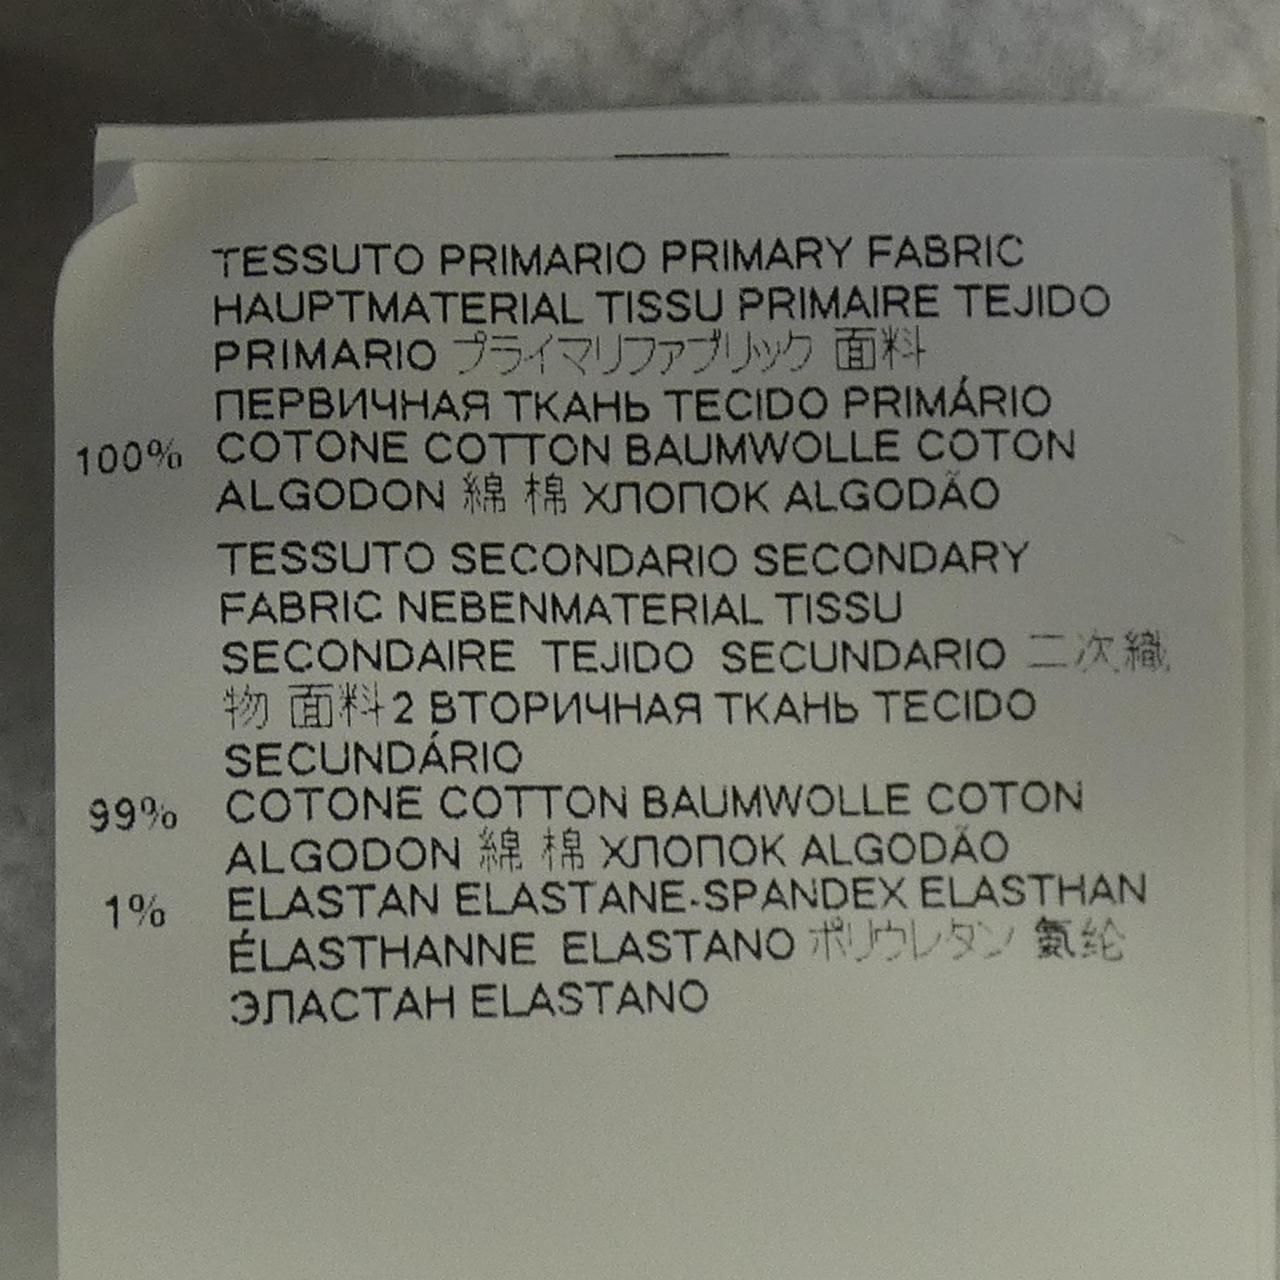 TESSUTO PRIMARIO PRIMARY FABRIC
HAUPTMATERIAL TISSU PRIMAIRE TEJIDO
PRIMARIO プライマリファブリック 面料
ПЕРВИЧНАЯ ТКАНЬ TECIDO PRIMÁRIO
100% COTONE COTTON BAUMWOLLE COTON
ALGODON 綿 棉 ХЛОПОК ALGODÃO
TESSUTO SECONDARIO SECONDARY
FABRIC NEBENMATERIAL TISSU
SECONDAIRE TEJIDO SECUNDARIO 二次織
物 面料2 ВТОРИЧНАЯ ТКАНЬ TECIDO
SECUNDÁRIO
99% COTONE COTTON BAUMWOLLE COTON
ALGODON 綿 棉 ХЛОПОК ALGODÃO
1% ELASTAN ELASTANE-SPANDEX ELASTHAN
ÉLASTHANNE ELASTANO ポリウレタン 氨纶
ЭЛАСТАН ELASTANO